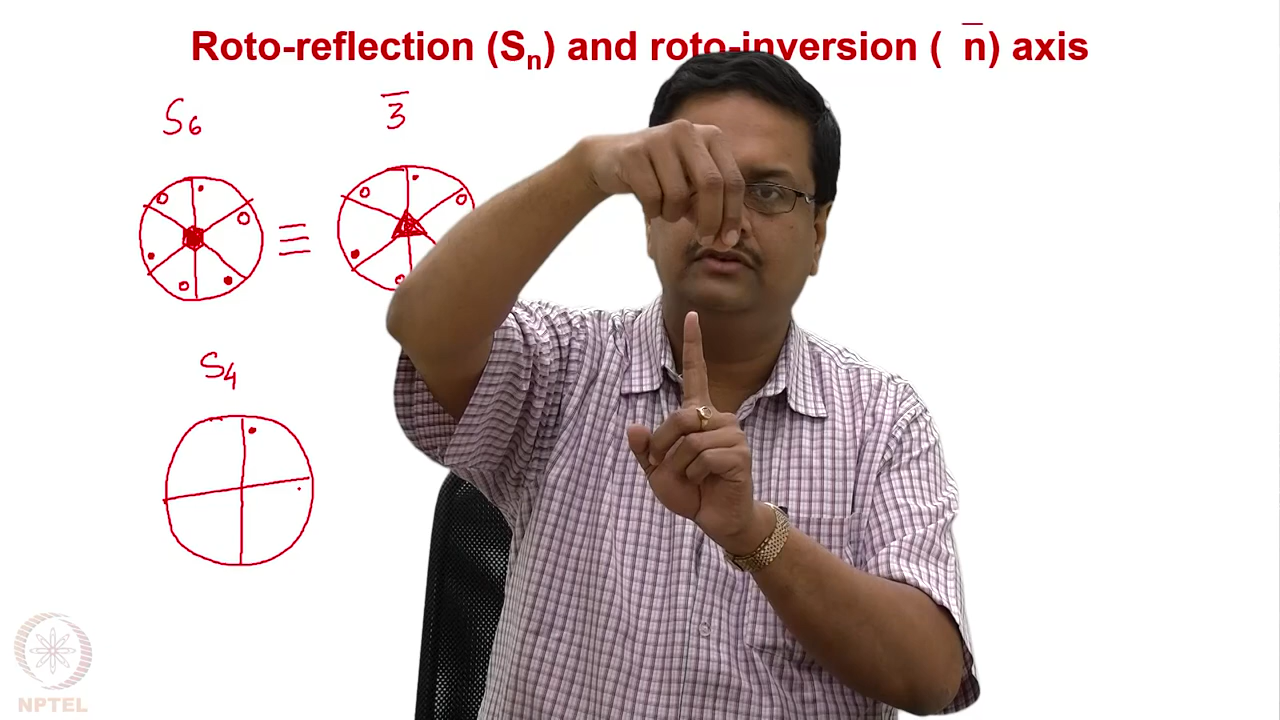 Roto-reflection (Sn) and roto-inversion ( n̅) axis
S6 3̅
≡
S4
NPTEL